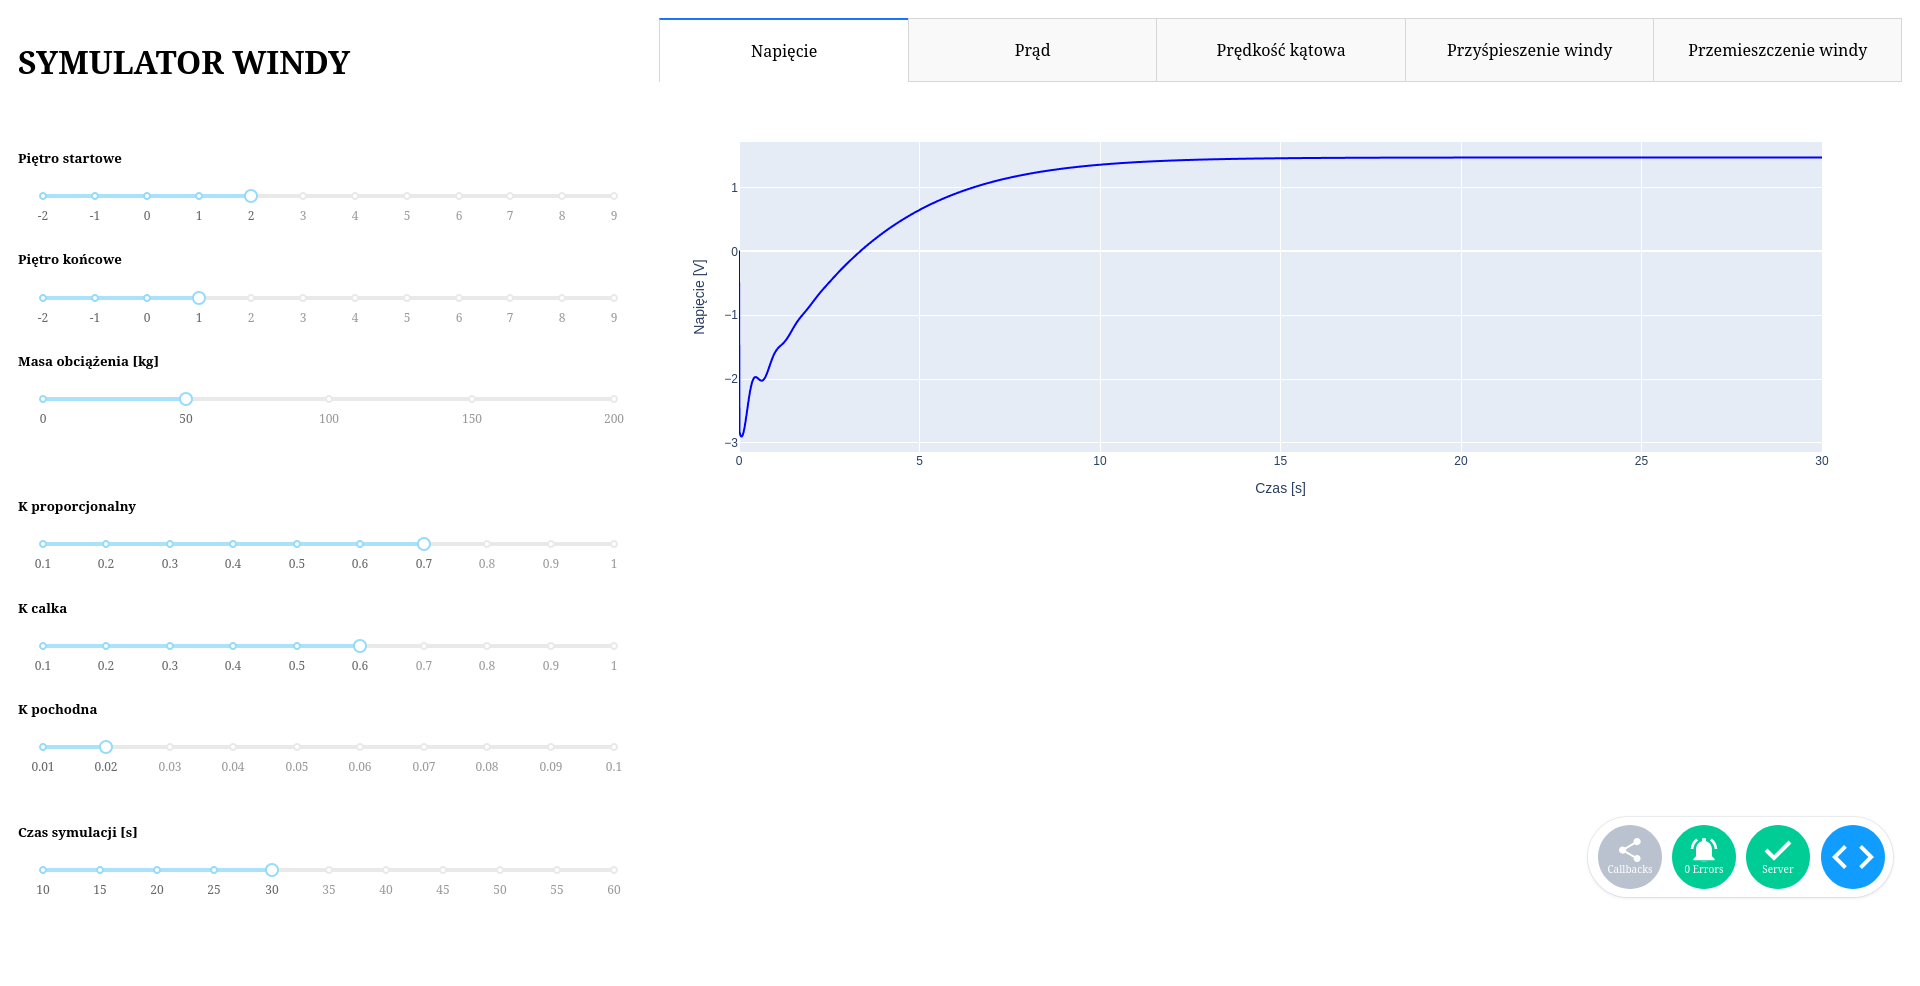 SYMULATOR WINDY
Napięcie
Prąd
Prędkość kątowa
Przyśpieszenie windy
Przemieszczenie windy
Piętro startowe
-2 -1 0 1 2 3 4 5 6 7 8 9
Piętro końcowe
-2 -1 0 1 2 3 4 5 6 7 8 9
Masa obciążenia [kg]
0 50 100 150 200
K proporcjonalny
0.1 0.2 0.3 0.4 0.5 0.6 0.7 0.8 0.9 1
K calka
0.1 0.2 0.3 0.4 0.5 0.6 0.7 0.8 0.9 1
K pochodna
0.01 0.02 0.03 0.04 0.05 0.06 0.07 0.08 0.09 0.1
Czas symulacji [s]
10 15 20 25 30 35 40 45 50 55 60
Napięcie [V]
1
0
−1
−2
−3
0 5 10 15 20 25 30
Czas [s]
Callbacks
0 Errors
Server